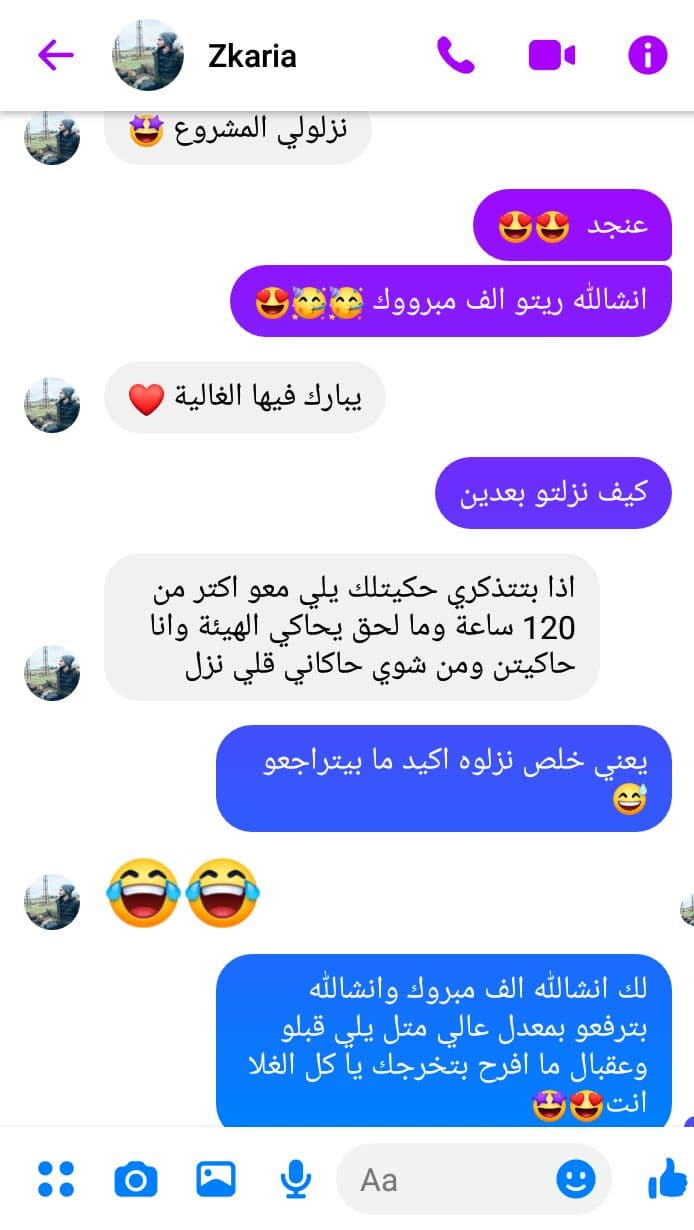 Zkaria
نزلولي المشروع 🤩
عنجد 😍😍
انشالله ريتو الف مبرووك 🥳🥳😍
يبارك فيها الغالية ❤️
كيف نزلتو بعدين
اذا بتتذكري حكيتلك يلي معو اكتر من
120 ساعة وما لحق يحاكي الهيئة وانا
حاكيتن ومن شوي حاكاني قلي نزل
يعني خلص نزلوه اكيد ما بيتراجعو
😅
😂😂
لك انشالله الف مبروك وانشالله
بترفعو بمعدل عالي متل يلي قبلو
وعقبال ما افرح بتخرجك يا كل الغلا
انت😍🤩
Aa